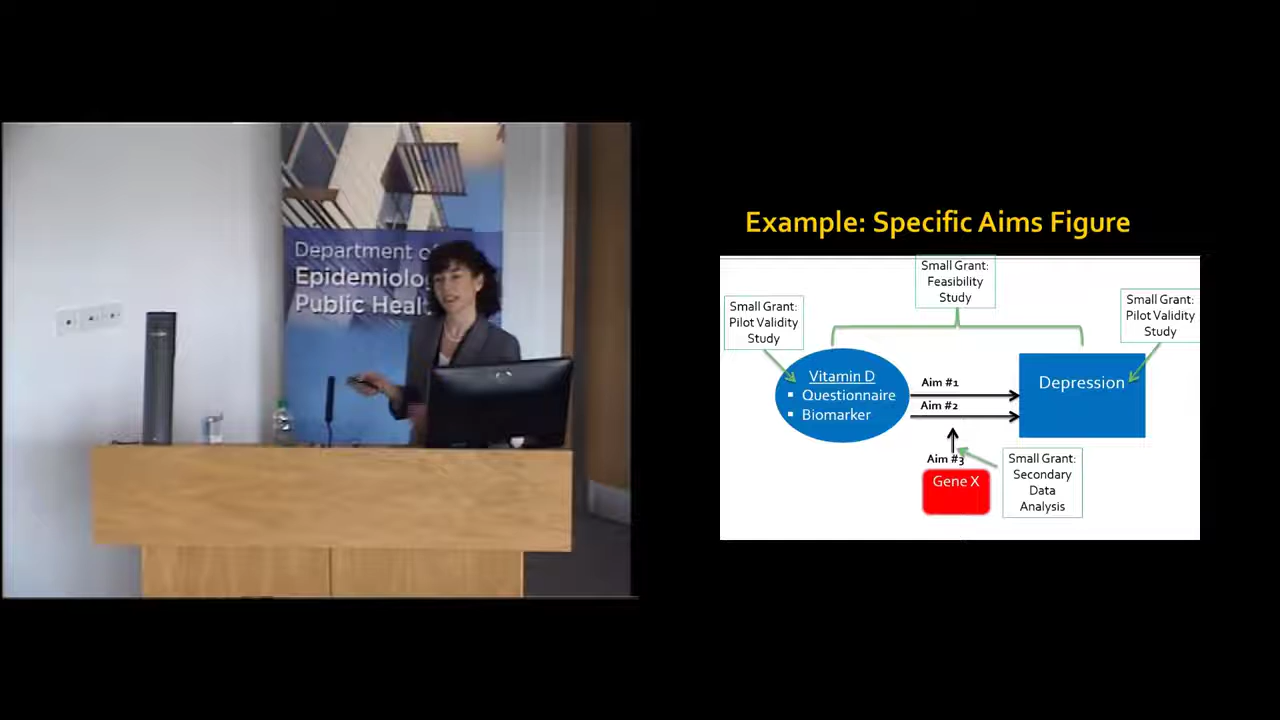 Department of
Epidemiolog
Public Healt
Example: Specific Aims Figure
Small Grant:
Feasibility
Study
Small Grant:
Pilot Validity
Study
Small Grant:
Pilot Validity
Study
Vitamin D
▪ Questionnaire
▪ Biomarker
Aim #1
Aim #2
Depression
Aim #3
Gene X
Small Grant:
Secondary
Data
Analysis